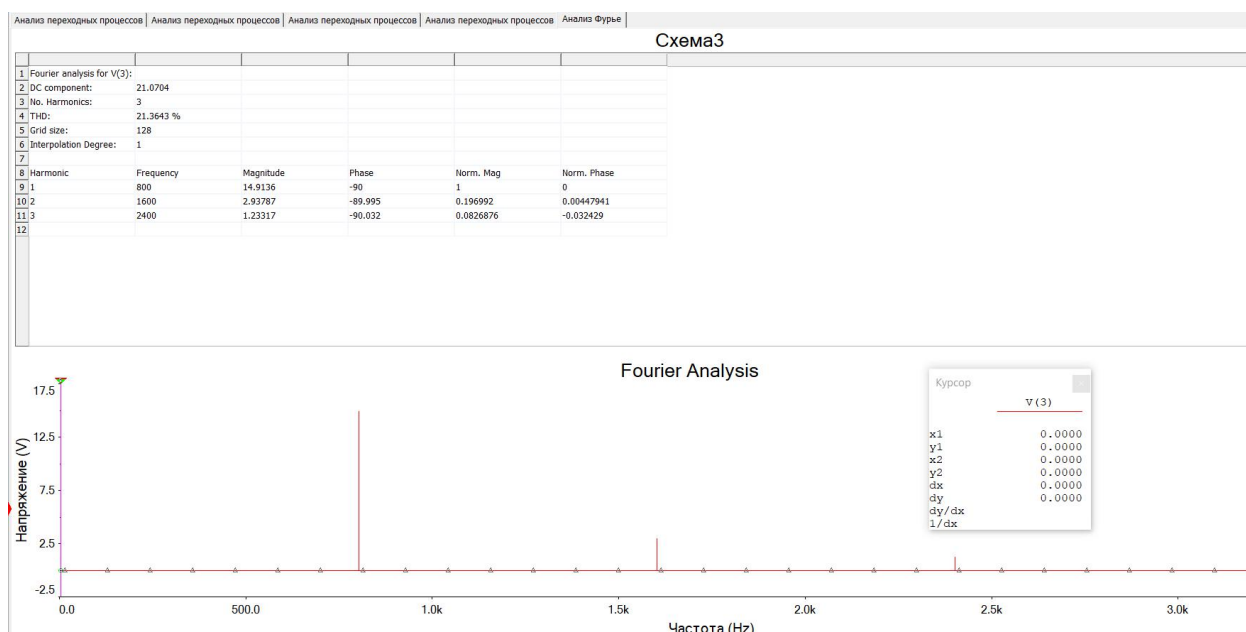 Анализ переходных процессов Анализ переходных процессов Анализ переходных процессов Анализ переходных процессов Анализ Фурье
Схема3
1 Fourier analysis for V(3):
2 DC component: 21.0704
3 No. Harmonics: 3
4 THD: 21.3643 %
5 Grid size: 128
6 Interpolation Degree: 1
7
8 Harmonic Frequency Magnitude Phase Norm. Mag Norm. Phase
9 1 800 14.9136 -90 1 0
10 2 1600 2.93787 -89.995 0.196992 0.00447941
11 3 2400 1.23317 -90.032 0.0826876 -0.032429
12
Fourier Analysis
Напряжение (V)
17.5
12.5
7.5
2.5
-2.5
0.0 500.0 1.0k 1.5k 2.0k 2.5k 3.0k
Частота (Hz)
Курсор
V(3)
x1 0.0000
y1 0.0000
x2 0.0000
y2 0.0000
dx 0.0000
dy 0.0000
dy/dx
1/dx